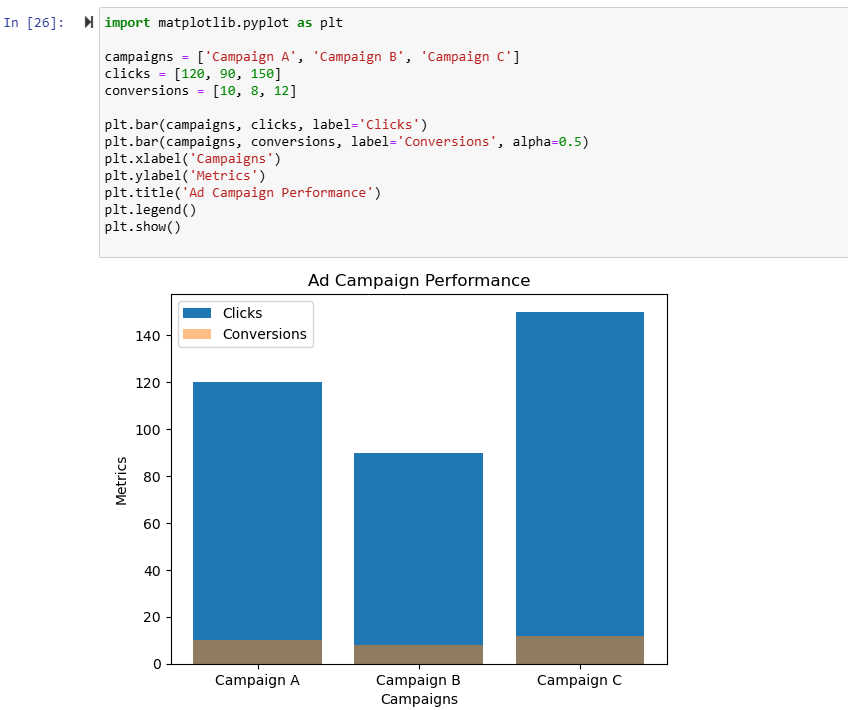 In [26]:
import matplotlib.pyplot as plt
campaigns = ['Campaign A', 'Campaign B', 'Campaign C']
clicks = [120, 90, 150]
conversions = [10, 8, 12]
plt.bar(campaigns, clicks, label='Clicks')
plt.bar(campaigns, conversions, label='Conversions', alpha=0.5)
plt.xlabel('Campaigns')
plt.ylabel('Metrics')
plt.title('Ad Campaign Performance')
plt.legend()
plt.show()
Ad Campaign Performance
Clicks
Conversions
140
120
100
80
60
40
20
0
Metrics
Campaign A
Campaign B
Campaign C
Campaigns